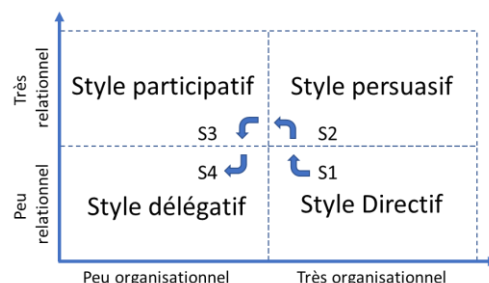 Très
relationnel
Style participatif
Style persuasif
S3
S2
Peu
relationnel
S4
S1
Style délégatif
Style Directif
Peu organisationnel
Très organisationnel